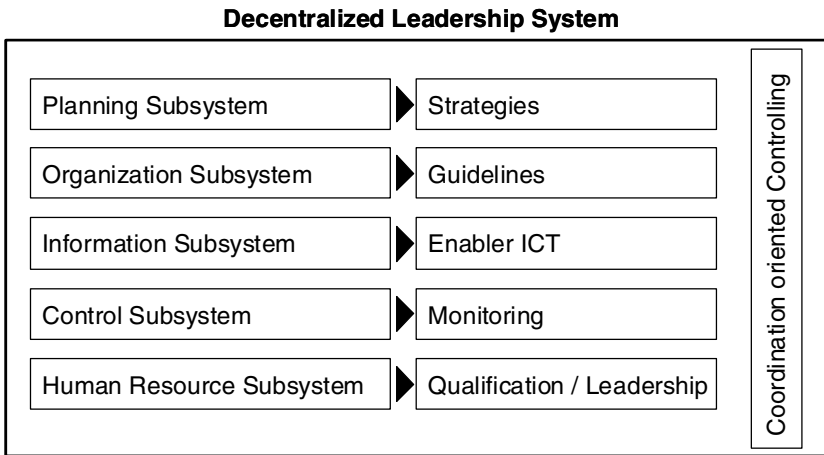 Decentralized Leadership System
Planning Subsystem
Strategies
Organization Subsystem
Guidelines
Information Subsystem
Enabler ICT
Control Subsystem
Monitoring
Human Resource Subsystem
Qualification / Leadership
Coordination oriented Controlling